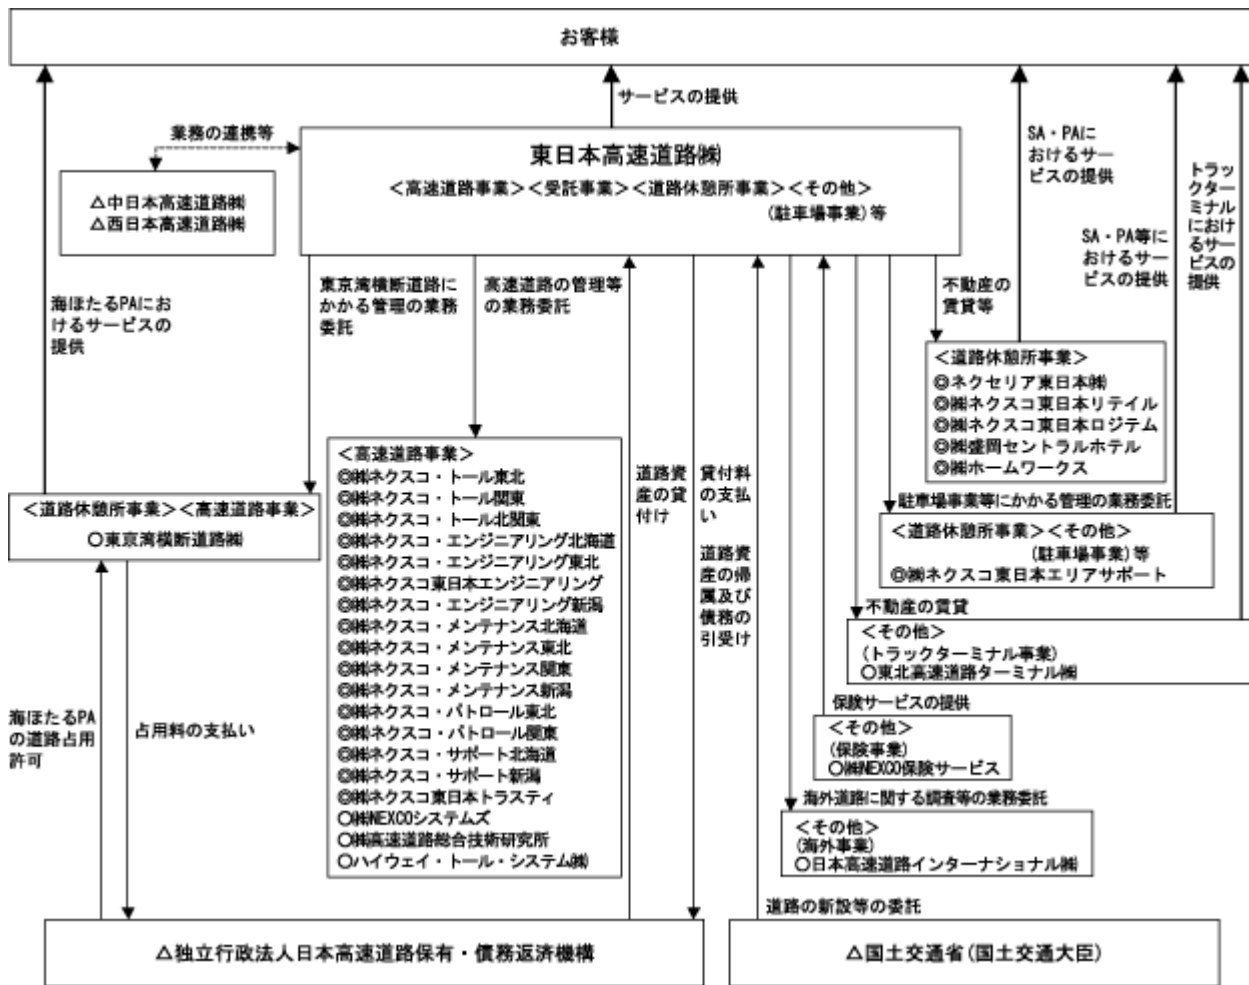 お客様
サービスの提供
業務の連携等
東日本高速道路㈱
＜高速道路事業＞＜受託事業＞＜道路休憩所事業＞＜その他＞
(駐車場事業)等
△中日本高速道路㈱
△西日本高速道路㈱
SA・PAに
おけるサー
ビスの提供
トラッ
クター
ミナル
におけ
るサー
ビスの
提供
SA・PA等に
おけるサー
ビスの提供
海ほたるPAにお
けるサービスの
提供
東京湾横断道路に
かかる管理の業務
委託
高速道路の管理等
の業務委託
不動産の
賃貸等
＜道路休憩所事業＞
◎ネクセリア東日本㈱
◎㈱ネクスコ東日本リテイル
◎㈱ネクスコ東日本ロジテム
◎㈱盛岡セントラルホテル
◎㈱ホームワークス
＜高速道路事業＞
◎㈱ネクスコ・トール東北
◎㈱ネクスコ・トール関東
◎㈱ネクスコ・トール北関東
◎㈱ネクスコ・エンジニアリング北海道
◎㈱ネクスコ・エンジニアリング東北
◎㈱ネクスコ東日本エンジニアリング
◎㈱ネクスコ・エンジニアリング新潟
◎㈱ネクスコ・メンテナンス北海道
◎㈱ネクスコ・メンテナンス東北
◎㈱ネクスコ・メンテナンス関東
◎㈱ネクスコ・メンテナンス新潟
◎㈱ネクスコ・パトロール東北
◎㈱ネクスコ・パトロール関東
◎㈱ネクスコ・サポート北海道
◎㈱ネクスコ・サポート新潟
◎㈱ネクスコ東日本トラスティ
○㈱NEXCOシステムズ
○㈱高速道路総合技術研究所
○ハイウェイ・トール・システム㈱
道路資
産の貸
付け
貸付料
の支払
い
道路資
産の帰
属及び
債務の
引受け
＜道路休憩所事業＞＜高速道路事業＞
○東京湾横断道路㈱
駐車場事業等にかかる管理の業務委託
＜道路休憩所事業＞＜その他＞
(駐車場事業)等
◎㈱ネクスコ東日本エリアサポート
不動産の賃貸
＜その他＞
(トラックターミナル事業)
○東北高速道路ターミナル㈱
保険サービスの提供
＜その他＞
(保険事業)
○㈱NEXCO保険サービス
海ほたるPA
の道路占用
許可
占用料の支払い
海外道路に関する調査等の業務委託
＜その他＞
(海外事業)
○日本高速道路インターナショナル㈱
道路の新設等の委託
△独立行政法人日本高速道路保有・債務返済機構
△国土交通省(国土交通大臣)